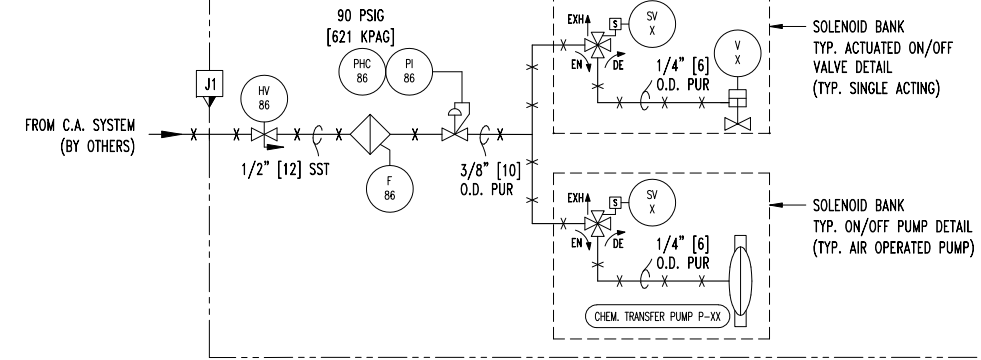 90 PSIG
[621 KPAG]
PHC
86
PI
86
J1
HV
86
FROM C.A. SYSTEM
(BY OTHERS)
1/2" [12] SST
F
86
3/8" [10]
O.D. PUR
EXH
S
SV
X
EN
DE
1/4" [6]
O.D. PUR
V
X
SOLENOID BANK
TYP. ACTUATED ON/OFF
VALVE DETAIL
(TYP. SINGLE ACTING)
EXH
S
SV
X
EN
DE
1/4" [6]
O.D. PUR
CHEM. TRANSFER PUMP P-XX
SOLENOID BANK
TYP. ON/OFF PUMP DETAIL
(TYP. AIR OPERATED PUMP)